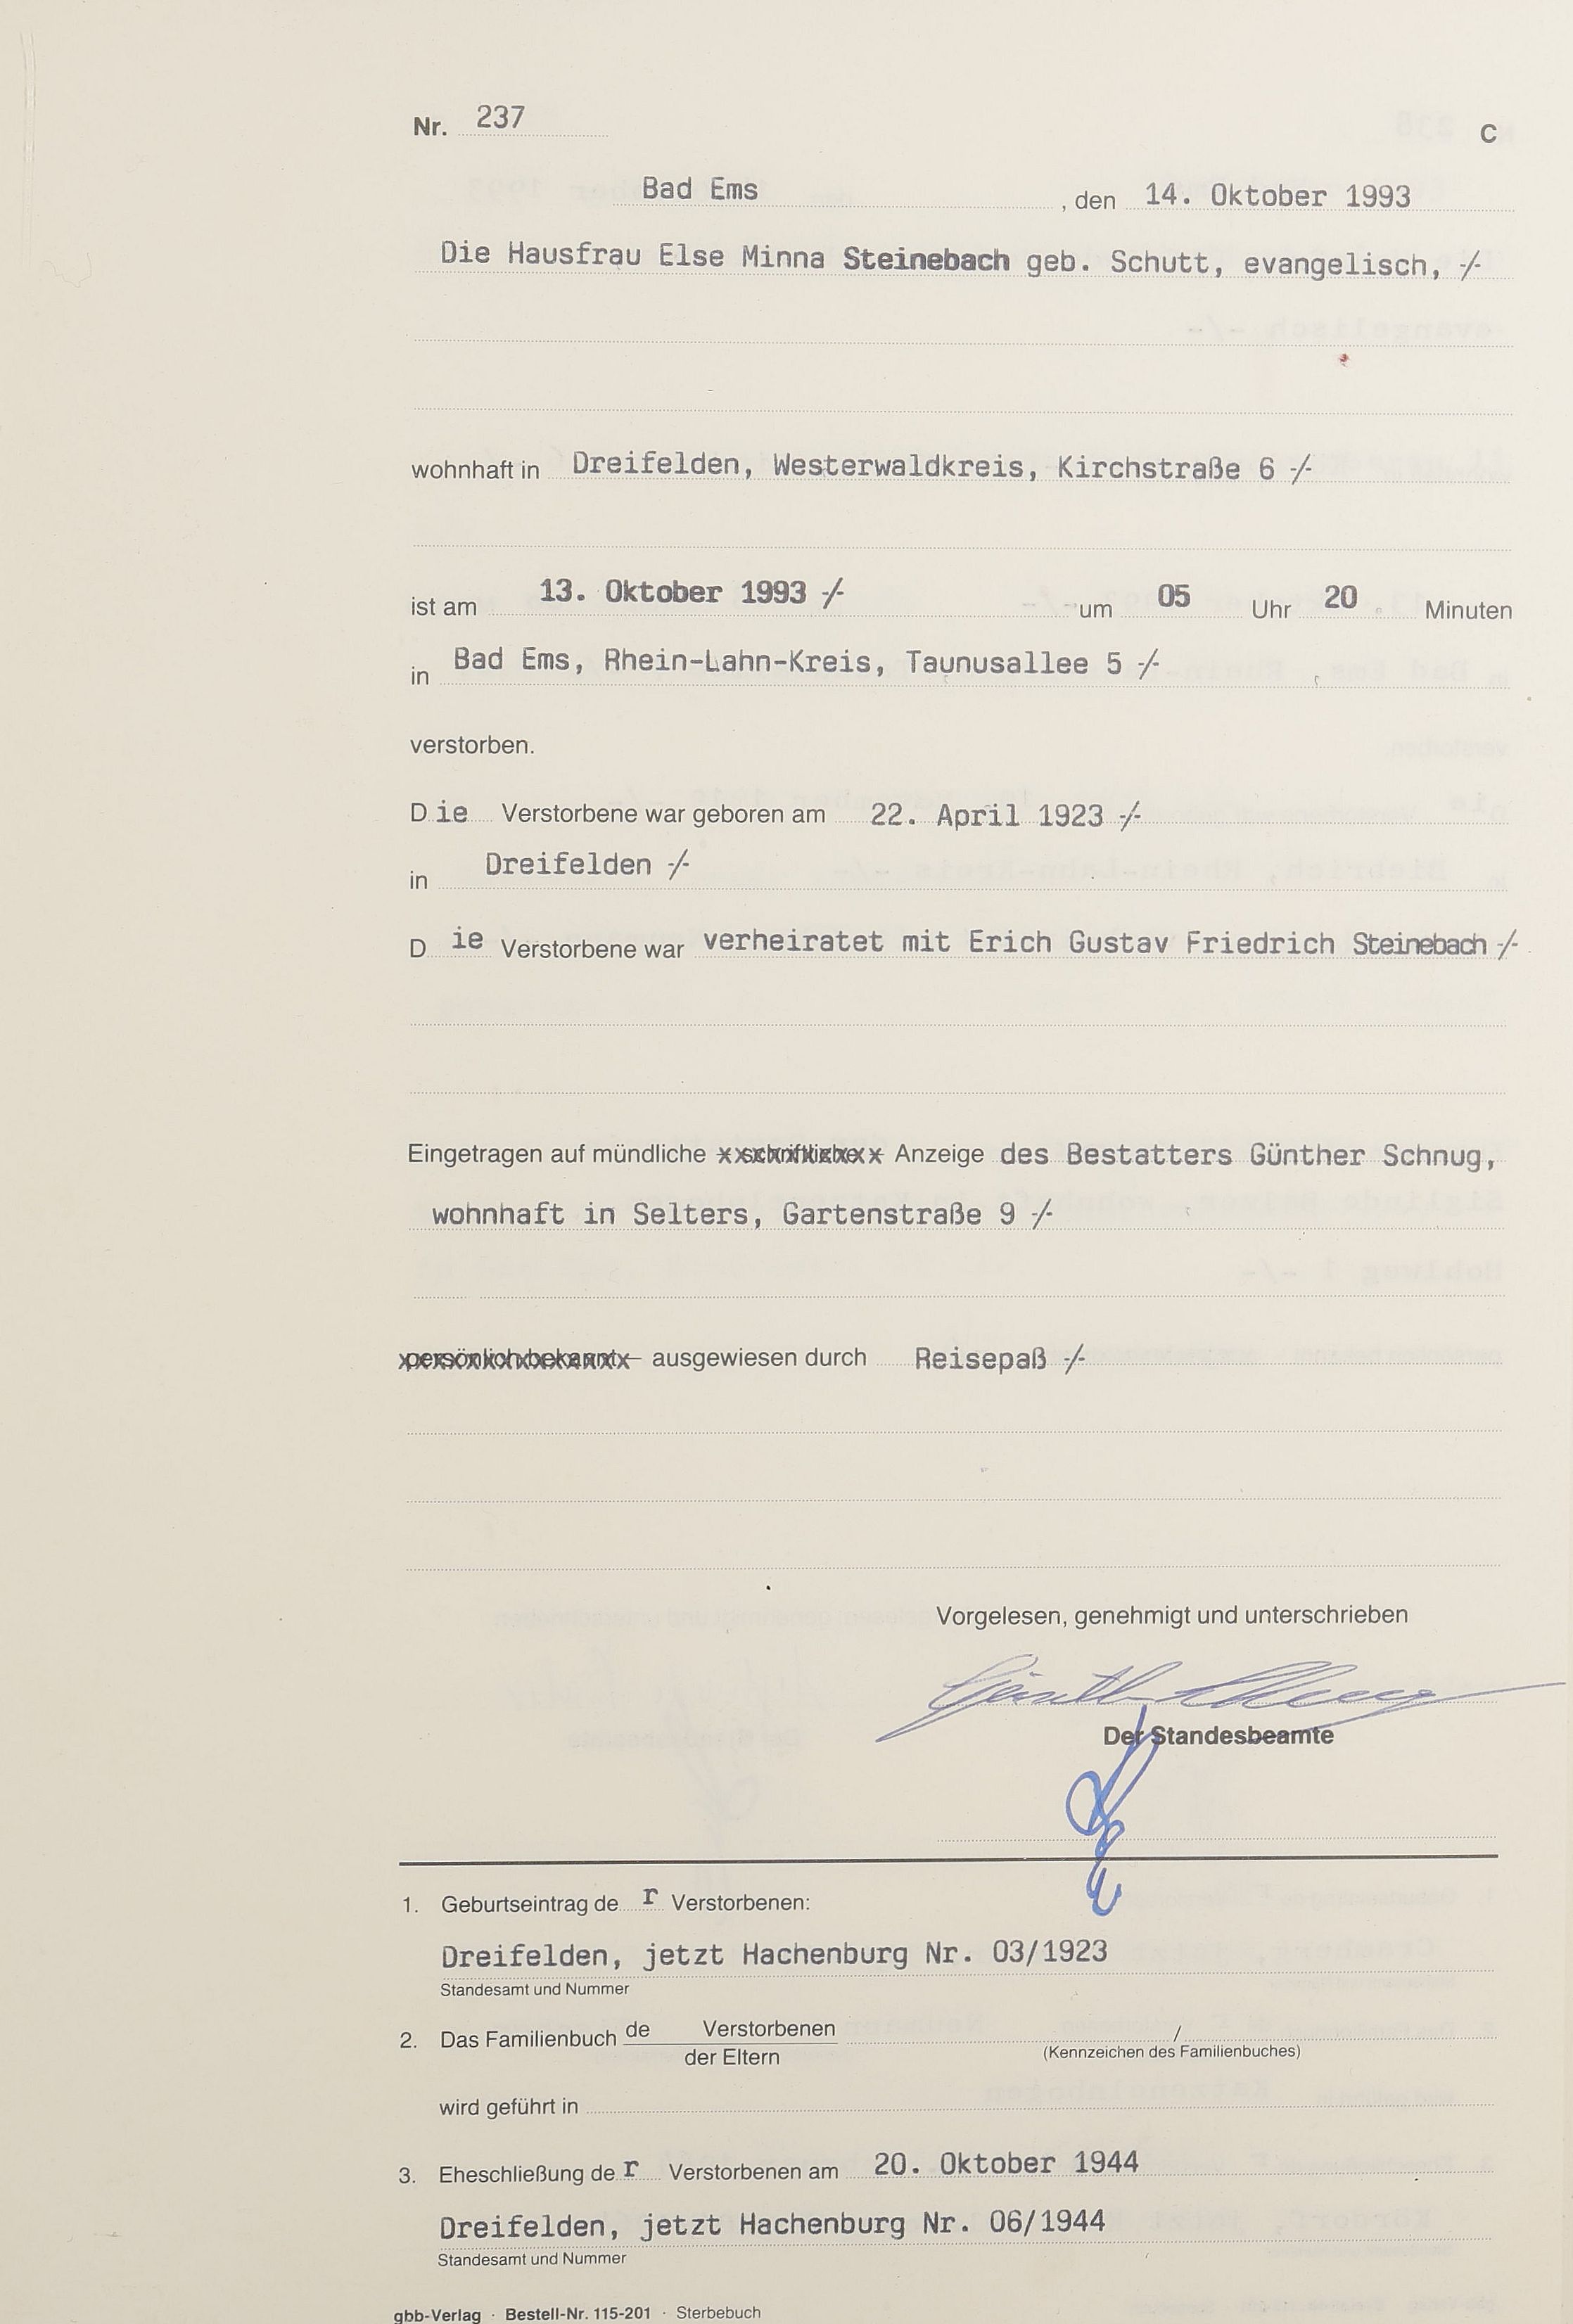 Nr. 237 C
Bad Ems, den 14. Oktober 1993
Die Hausfrau Else Minna Steinebach geb. Schutt, evangelisch, -/-
wohnhaft in Dreifelden, Westerwaldkreis, Kirchstraße 6 -/-
ist am 13. Oktober 1993 -/- um 05 Uhr 20 Minuten
in Bad Ems, Rhein-Lahn-Kreis, Taunusallee 5 -/-
verstorben.
Die Verstorbene war geboren am 22. April 1923 -/-
in Dreifelden -/-
Die Verstorbene war verheiratet mit Erich Gustav Friedrich Steinebach -/-
Eingetragen auf mündliche xxschriftlichexx Anzeige des Bestatters Günther Schnug,
wohnhaft in Selters, Gartenstraße 9 -/-
persönlich bekannt ausgewiesen durch Reisepaß -/-
Vorgelesen, genehmigt und unterschrieben
Günther Schnug
Der Standesbeamte
1. Geburtseintrag der Verstorbenen:
Dreifelden, jetzt Hachenburg Nr. 03/1923
Standesamt und Nummer
2. Das Familienbuch de Verstorbenen /
der Eltern (Kennzeichen des Familienbuches)
wird geführt in
3. Eheschließung der Verstorbenen am 20. Oktober 1944
Dreifelden, jetzt Hachenburg Nr. 06/1944
Standesamt und Nummer
gbb-Verlag · Bestell-Nr. 115-201 · Sterbebuch